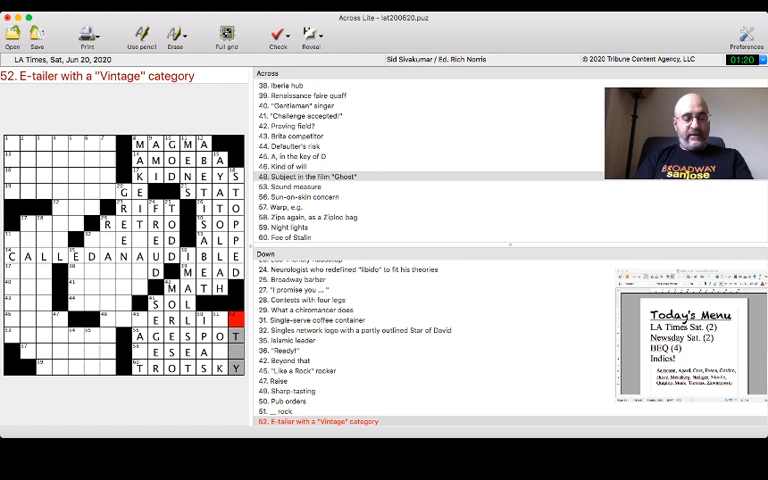 Across Lite - lst200620.puz
Open
Save
Print
Use pencil
Erase
Full grid
Check
Reveal
Preferences
LA Times, Sat, Jun 20, 2020
Sid Sivakumar / Ed. Rich Norris
© 2020 Tribune Content Agency, LLC
01:20
52. E-tailer with a "Vintage" category
Across
38. Iberia hub
39. Renaissance faire quaff
40. "Gentleman" singer
41. "Challenge accepted!"
42. Proving field?
43. Brita competitor
44. Defaulter's risk
45. A, in the key of D
46. Kind of will
48. Subject in the film "Ghost"
53. Sound measure
56. Sun-on-skin concern
57. Warp, e.g.
58. Zips again, as a Ziploc bag
59. Night lights
60. Foe of Stalin
Down
24. Neurologist who redefined "libido" to fit his theories
25. Broadway barber
27. "I promise you ... "
28. Contests with four legs
29. What a chiromancer does
31. Single-serve coffee container
32. Singles network logo with a partly outlined Star of David
35. Islamic leader
36. "Ready!"
42. Beyond that
45. "Like a Rock" rocker
47. Raise
49. Sharp-tasting
50. Pub orders
51. __ rock
52. E-tailer with a "Vintage" category
MAGMA
AMOEBA
KIDNEYS
GE STAT
RIFT ITO
RETRO SOP
E ED ALP
CALLEDANAUDIBLE
D MEAD
MATH
SOL
ERLI
AGESPOT
ESEA
TROTSKY
BROADWAY
sanjose
Today's Menu
LA Times Sat. (2)
Newsday Sat. (2)
BEQ (4)
Indies!